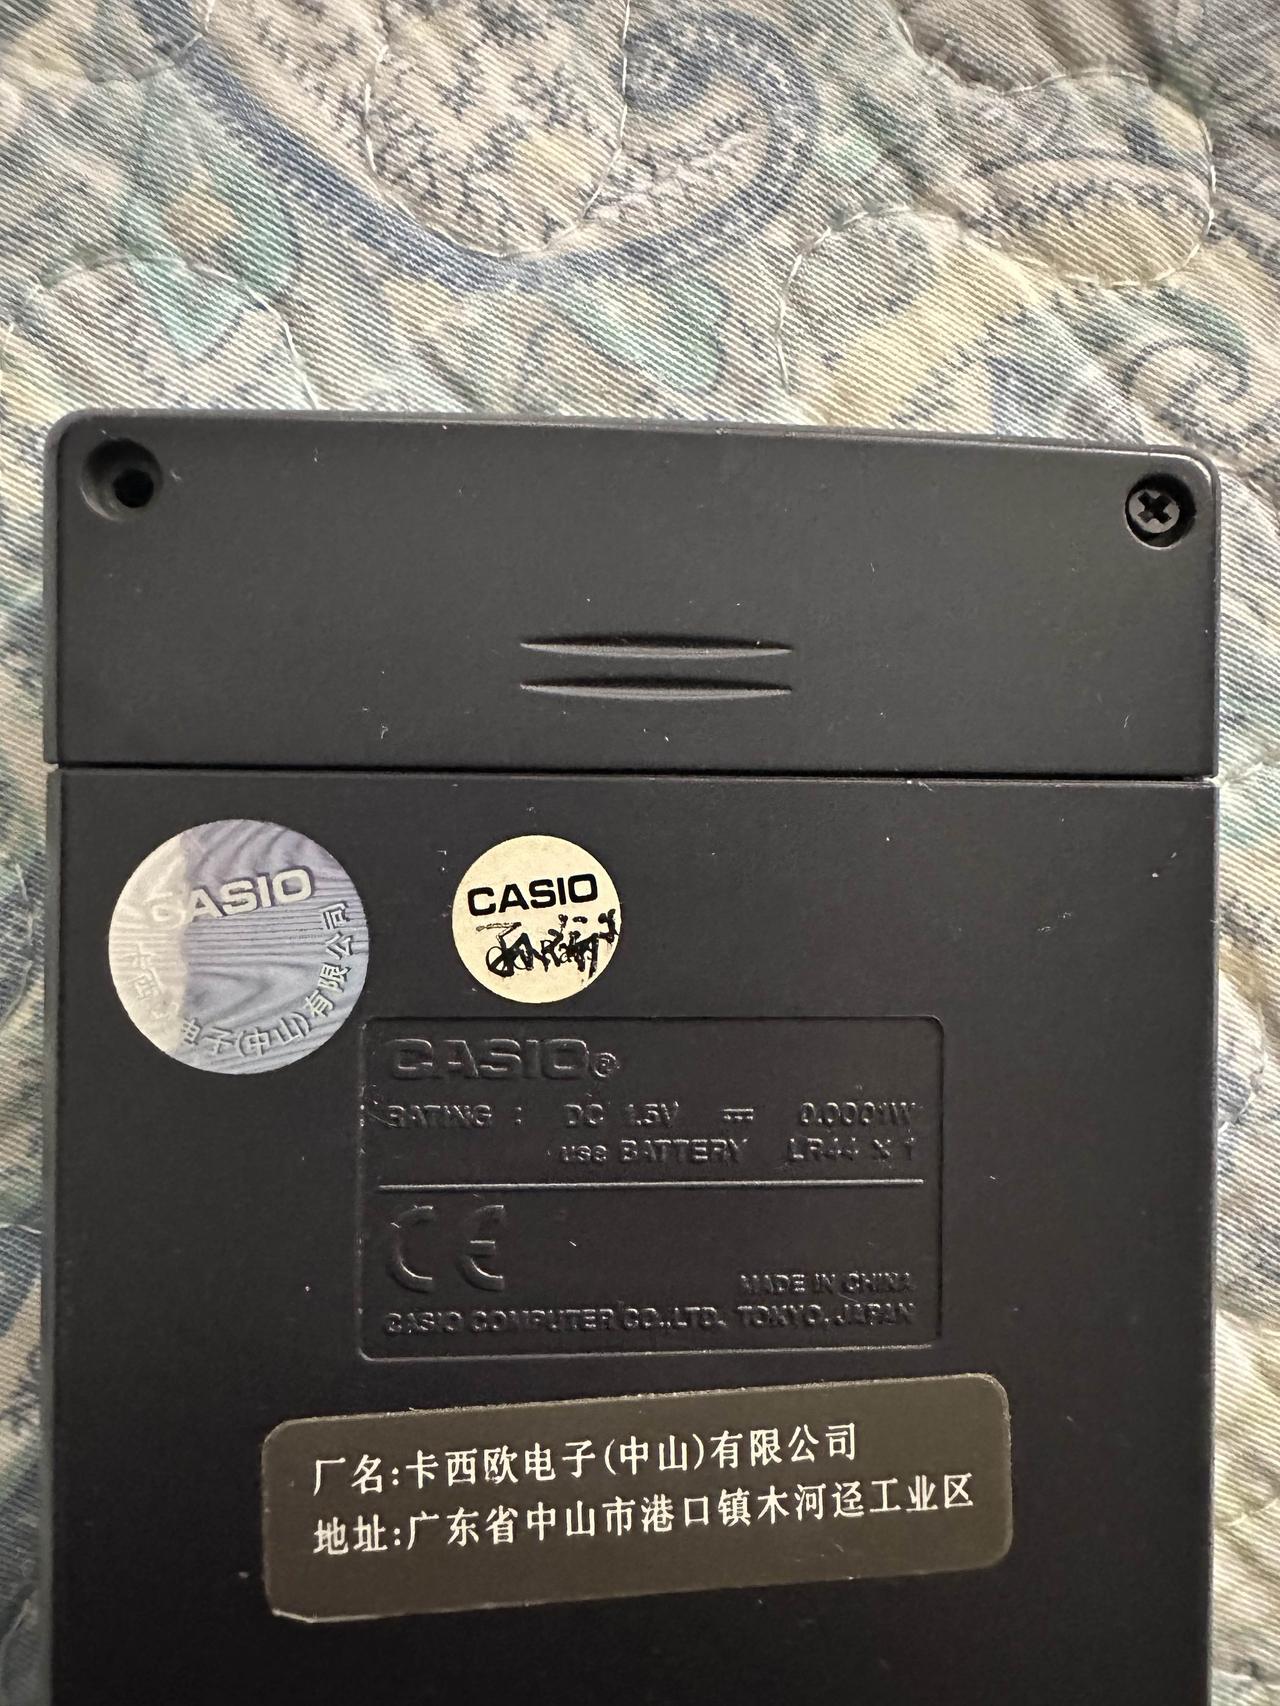 CASIO
电子(中山)有限公司
CASIO
CASIO®
RATING : DC 1.5V ⎓ 0.0001W
USE BATTERY LR44 X 1
CE
MADE IN CHINA
CASIO COMPUTER CO.,LTD. TOKYO, JAPAN
厂名:卡西欧电子(中山)有限公司
地址:广东省中山市港口镇木河迳工业区